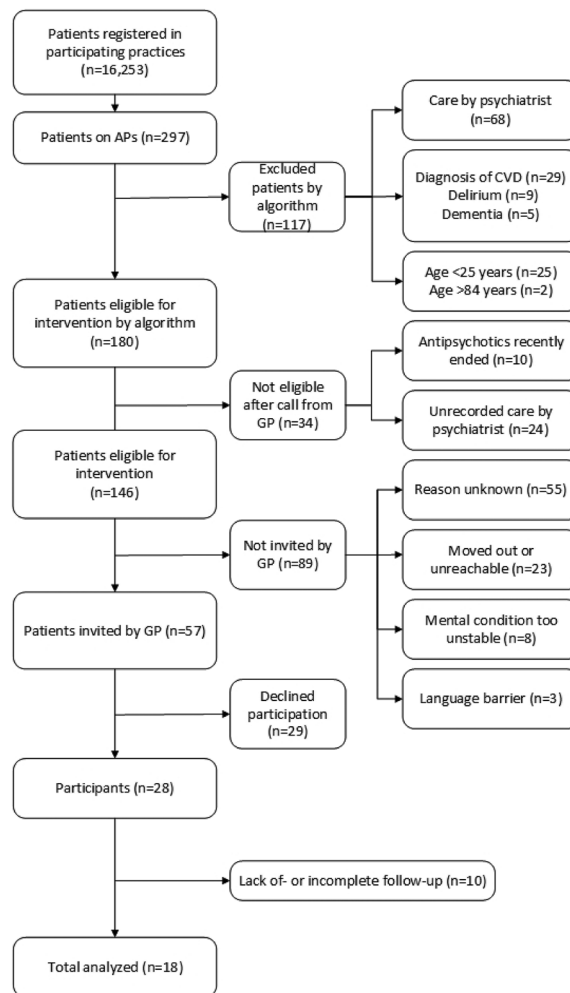 Patients registered in
participating practices
(n=16,253)
Patients on APs (n=297)
Excluded
patients by
algorithm
(n=117)
Care by psychiatrist
(n=68)
Diagnosis of CVD (n=29)
Delirium (n=9)
Dementia (n=5)
Age <25 years (n=25)
Age >84 years (n=2)
Patients eligible for
intervention by algorithm
(n=180)
Not eligible
after call from
GP (n=34)
Antipsychotics recently
ended (n=10)
Unrecorded care by
psychiatrist (n=24)
Patients eligible for
intervention
(n=146)
Not invited by
GP (n=89)
Reason unknown (n=55)
Moved out or
unreachable (n=23)
Mental condition too
unstable (n=8)
Language barrier (n=3)
Patients invited by GP (n=57)
Declined
participation
(n=29)
Participants (n=28)
Lack of- or incomplete follow-up (n=10)
Total analyzed (n=18)